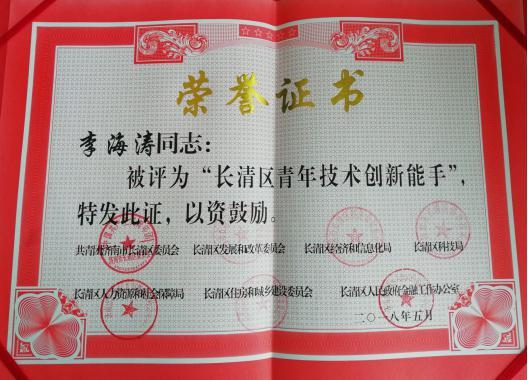 荣誉证书
李海涛同志：
被评为“长清区青年技术创新能手”，
特发此证，以资鼓励。
共青团济南市长清区委员会 长清区发展和改革委员会 长清区经济和信息化局 长清区科技局
长清区人力资源和社会保障局 长清区住房和城乡建设委员会 长清区人民政府金融工作办公室
二〇一八年五月